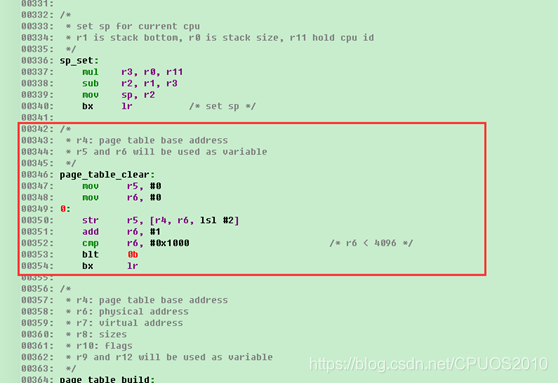 00331:
00332: /*
00333:  * set sp for current cpu
00334:  * r1 is stack bottom, r0 is stack size, r11 hold cpu id
00335:  */
00336: sp_set:
00337:     mul    r3, r0, r11
00338:     sub    r2, r1, r3
00339:     mov    sp, r2
00340:     bx    lr    /* set sp */
00341:
00342: /*
00343:  * r4: page table base address
00344:  * r5 and r6 will be used as variable
00345:  */
00346: page_table_clear:
00347:     mov    r5, #0
00348:     mov    r6, #0
00349: 0:
00350:     str    r5, [r4, r6, lsl #2]
00351:     add    r6, #1
00352:     cmp    r6, #0x1000    /* r6 < 4096 */
00353:     blt    0b
00354:     bx    lr
00355:
00356: /*
00357:  * r4: page table base address
00358:  * r6: physical address
00359:  * r7: virtual address
00360:  * r8: sizes
00361:  * r10: flags
00362:  * r9 and r12 will be used as variable
00363:  */
00364: page_table_build:
https://blog.csdn.net/CPUOS2010